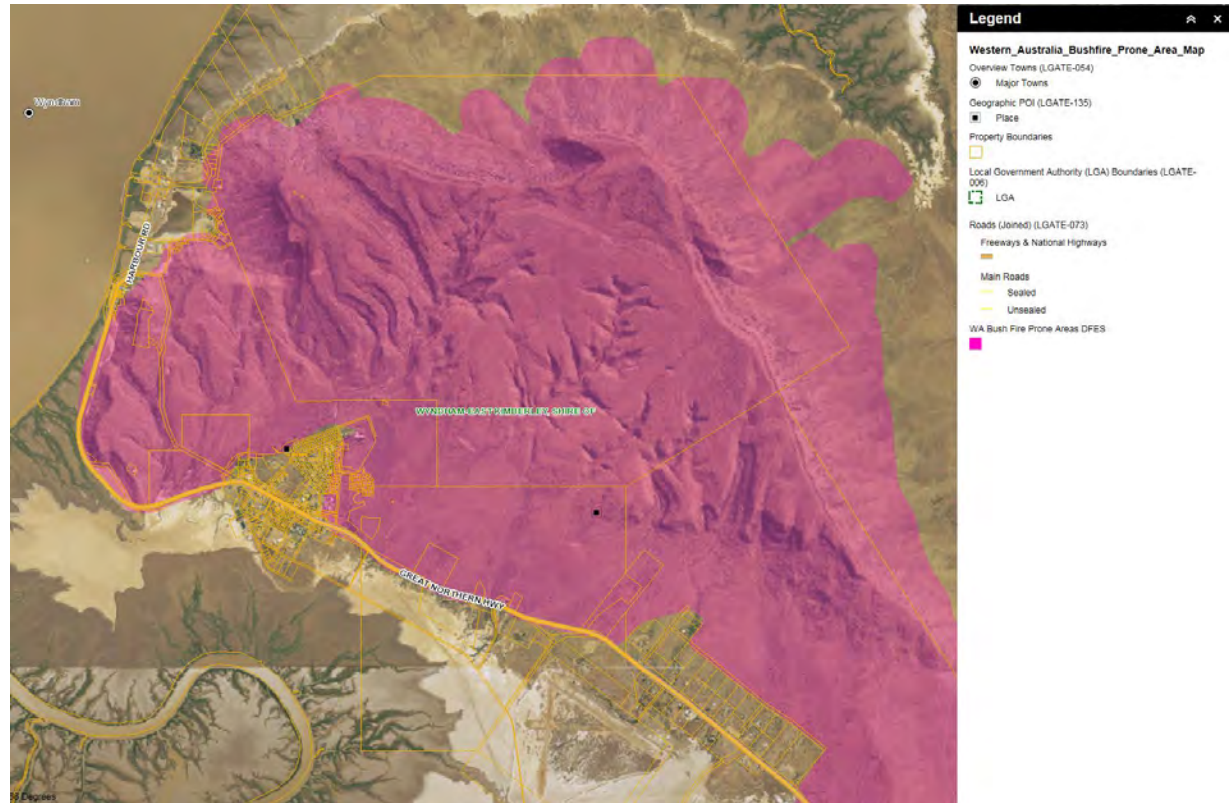 Wyndham
HARBOUR RD
WYNDHAM-EAST KIMBERLEY, SHIRE OF
GREAT NORTHERN HWY
Degrees
Legend
Western_Australia_Bushfire_Prone_Area_Map
Overview Towns (LGATE-054)
Major Towns
Geographic POI (LGATE-135)
Place
Property Boundaries
Local Government Authority (LGA) Boundaries (LGATE-
006)
LGA
Roads (Joined) (LGATE-073)
Freeways & National Highways
Main Roads
Sealed
Unsealed
WA Bush Fire Prone Areas DFES